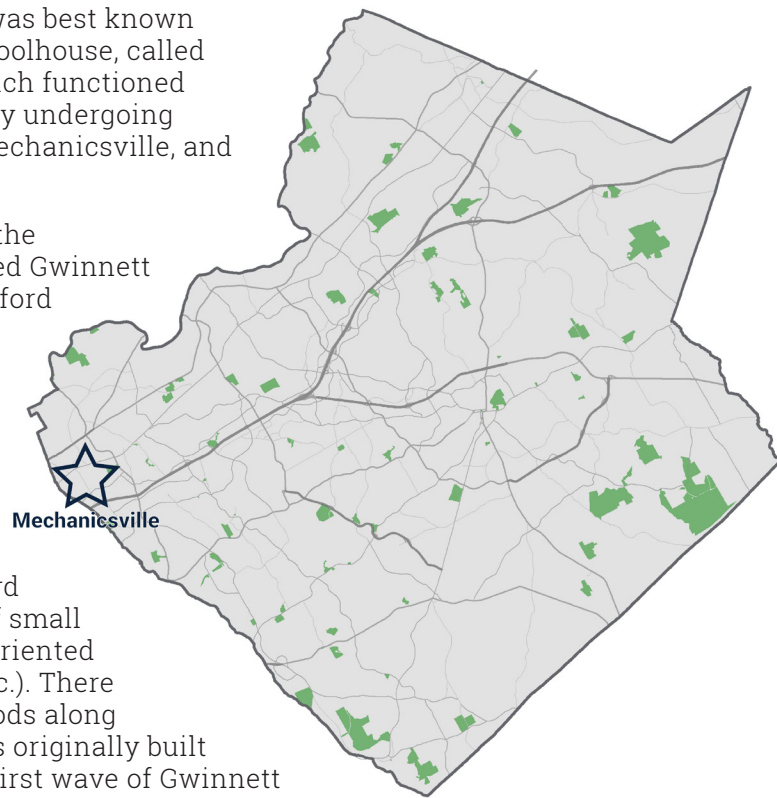 was best known
oolhouse, called
ch functioned
y undergoing
echanicsville, and
the
ed Gwinnett
ford
Mechanicsville
rd
f small
riented
c.). There
ods along
s originally built
first wave of Gwinnett